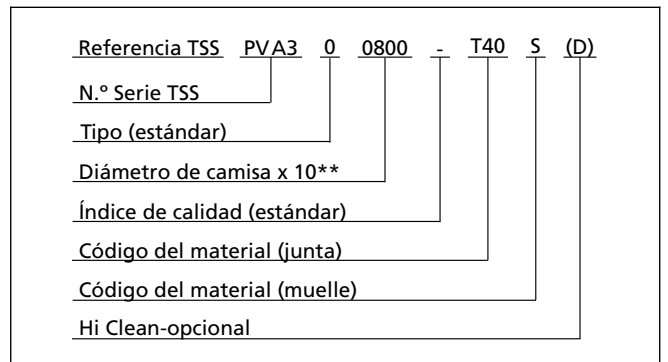 Referencia TSS PVA3 0 0800 - T40 S (D)
N.º Serie TSS
Tipo (estándar)
Diámetro de camisa x 10**
Índice de calidad (estándar)
Código del material (junta)
Código del material (muelle)
Hi Clean-opcional